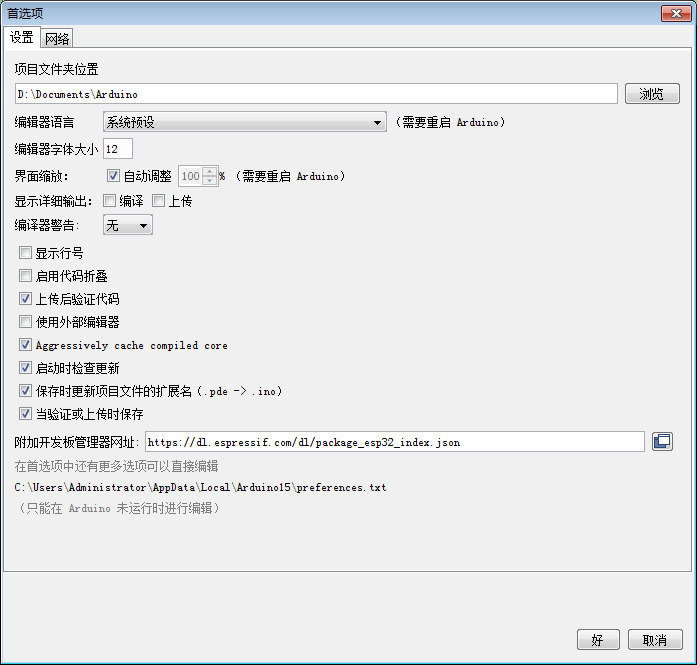 首选项
设置 网络
项目文件夹位置
D:\Documents\Arduino 浏览
编辑器语言 系统预设 (需要重启 Arduino)
编辑器字体大小 12
界面缩放: 自动调整 100 % (需要重启 Arduino)
显示详细输出: 编译 上传
编译器警告: 无
显示行号
启用代码折叠
上传后验证代码
使用外部编辑器
Aggressively cache compiled core
启动时检查更新
保存时更新项目文件的扩展名 (.pde -> .ino)
当验证或上传时保存
附加开发板管理器网址: https://dl.espressif.com/dl/package_esp32_index.json
在首选项中还有更多选项可以直接编辑
C:\Users\Administrator\AppData\Local\Arduino15\preferences.txt
(只能在 Arduino 未运行时进行编辑)
好 取消